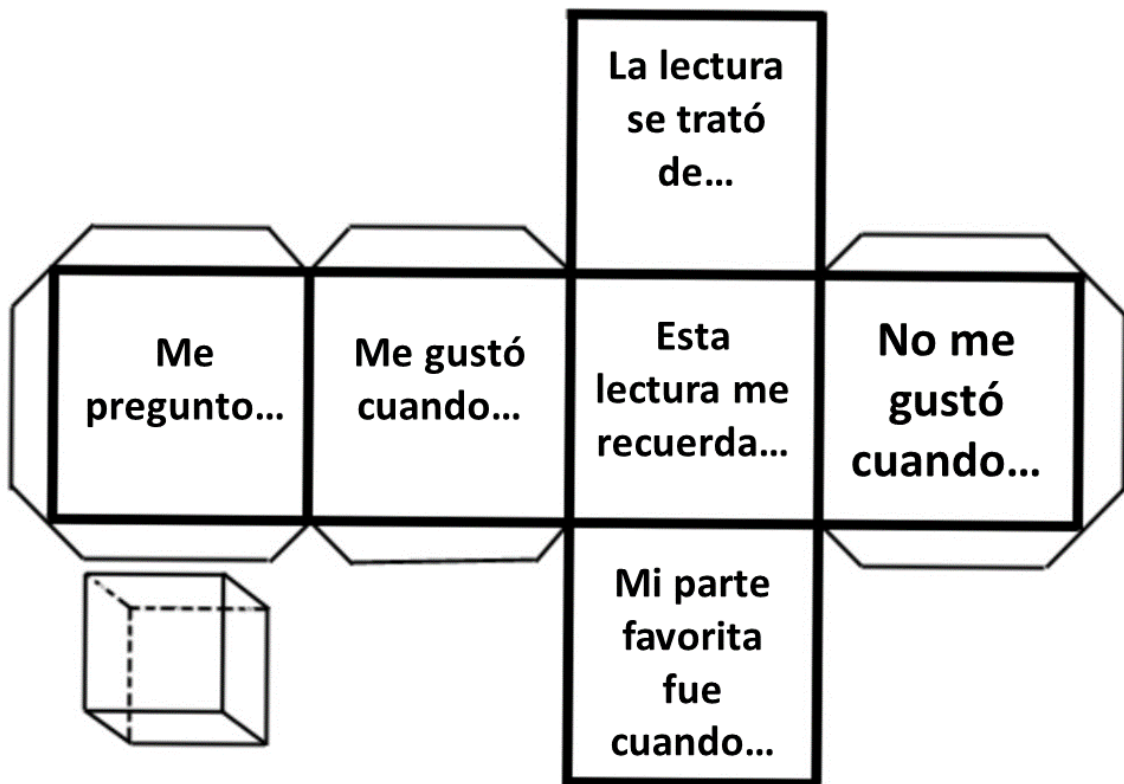 La lectura
se trató
de…
Me
pregunto…
Me gustó
cuando…
Esta
lectura me
recuerda…
No me
gustó
cuando…
Mi parte
favorita
fue
cuando…